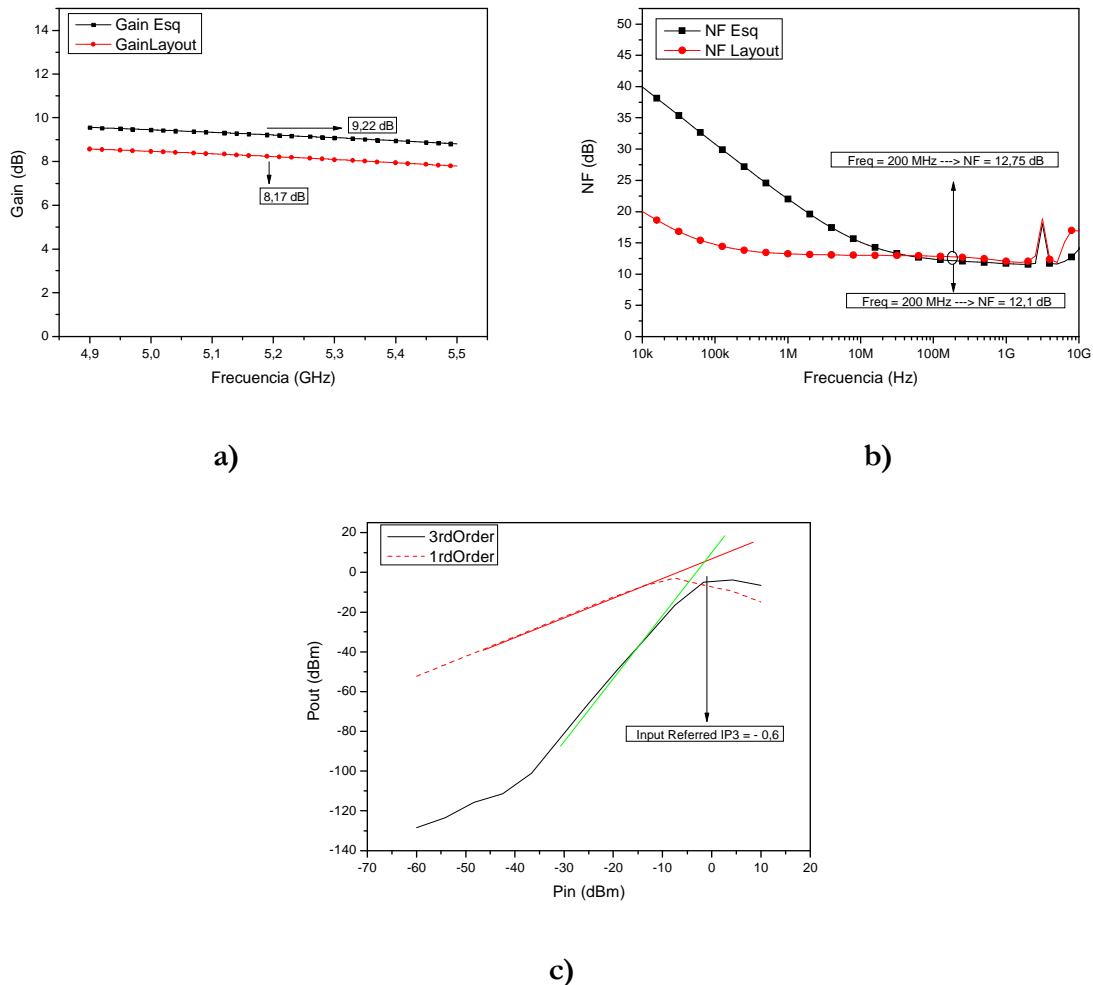 Gain Esq
GainLayout
9,22 dB
8,17 dB
Gain (dB)
0
2
4
6
8
10
12
14
4,9
5,0
5,1
5,2
5,3
5,4
5,5
Frecuencia (GHz)
a)
NF Esq
NF Layout
Freq = 200 MHz ---> NF = 12,75 dB
Freq = 200 MHz ---> NF = 12,1 dB
NF (dB)
50
45
40
35
30
25
20
15
10
5
0
10k
100k
1M
10M
100M
1G
10G
Frecuencia (Hz)
b)
3rdOrder
1rdOrder
Input Referred IP3 = - 0,6
Pout (dBm)
20
0
-20
-40
-60
-80
-100
-120
-140
-70
-60
-50
-40
-30
-20
-10
0
10
20
Pin (dBm)
c)